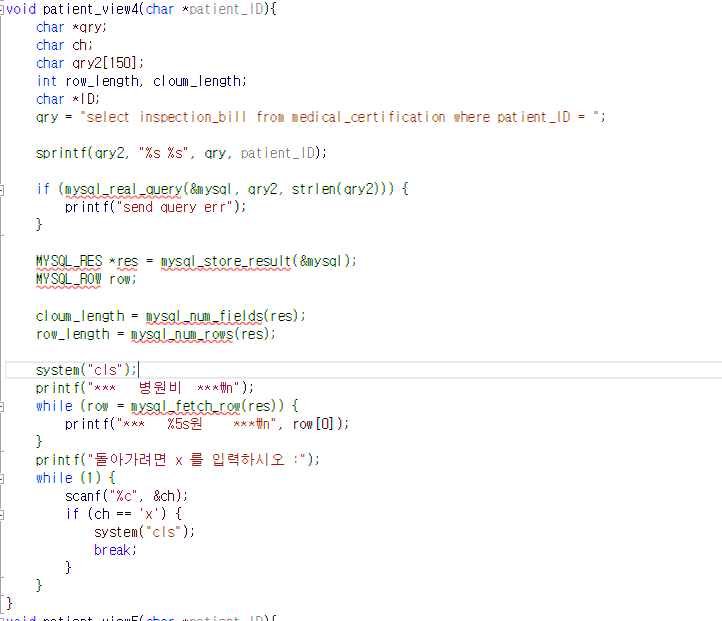 void patient_view4(char *patient_ID){
char *qry;
char ch;
char qry2[150];
int row_length, cloum_length;
char *ID;
qry = "select inspection_bill from medical_certification where patient_ID = ";
sprintf(qry2, "%s %s", qry, patient_ID);
if (mysql_real_query(&mysql, qry2, strlen(qry2))) {
printf("send query err");
}
MYSQL_RES *res = mysql_store_result(&mysql);
MYSQL_ROW row;
cloum_length = mysql_num_fields(res);
row_length = mysql_num_rows(res);
system("cls");
printf("*** 병원비 ***₩n");
while (row = mysql_fetch_row(res)) {
printf("*** %5s원 ***₩n", row[0]);
}
printf("돌아가려면 x 를 입력하시오 :");
while (1) {
scanf("%c", &ch);
if (ch == 'x') {
system("cls");
break;
}
}
}
void patient_view5(char *patient_ID){